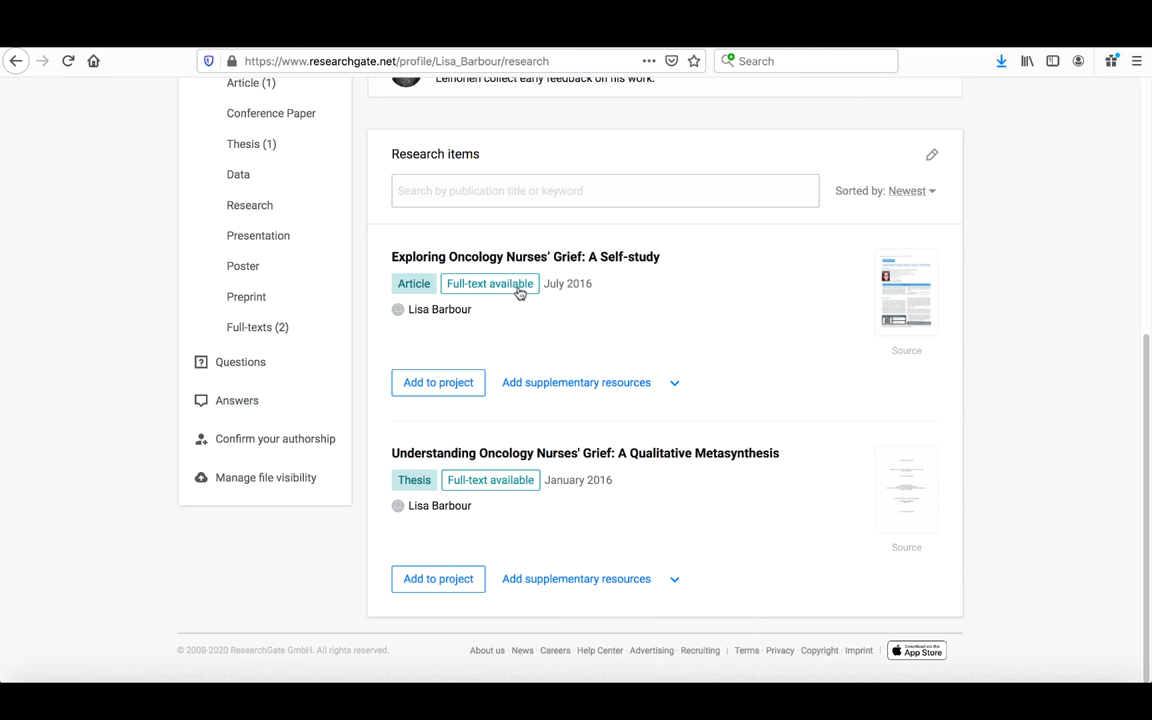 https://www.researchgate.net/profile/Lisa_Barbour/research
Search
collect early feedback on his work.
Article (1)
Conference Paper
Thesis (1)
Data
Research
Presentation
Poster
Preprint
Full-texts (2)
Questions
Answers
Confirm your authorship
Manage file visibility
Research items
Search by publication title or keyword
Sorted by: Newest
Exploring Oncology Nurses' Grief: A Self-study
Article Full-text available July 2016
Lisa Barbour
Source
Add to project Add supplementary resources
Understanding Oncology Nurses' Grief: A Qualitative Metasynthesis
Thesis Full-text available January 2016
Lisa Barbour
Source
Add to project Add supplementary resources
© 2008-2020 ResearchGate GmbH. All rights reserved.
About us · News · Careers · Help Center · Advertising · Recruiting | Terms · Privacy · Copyright · Imprint |
Download on the
App Store